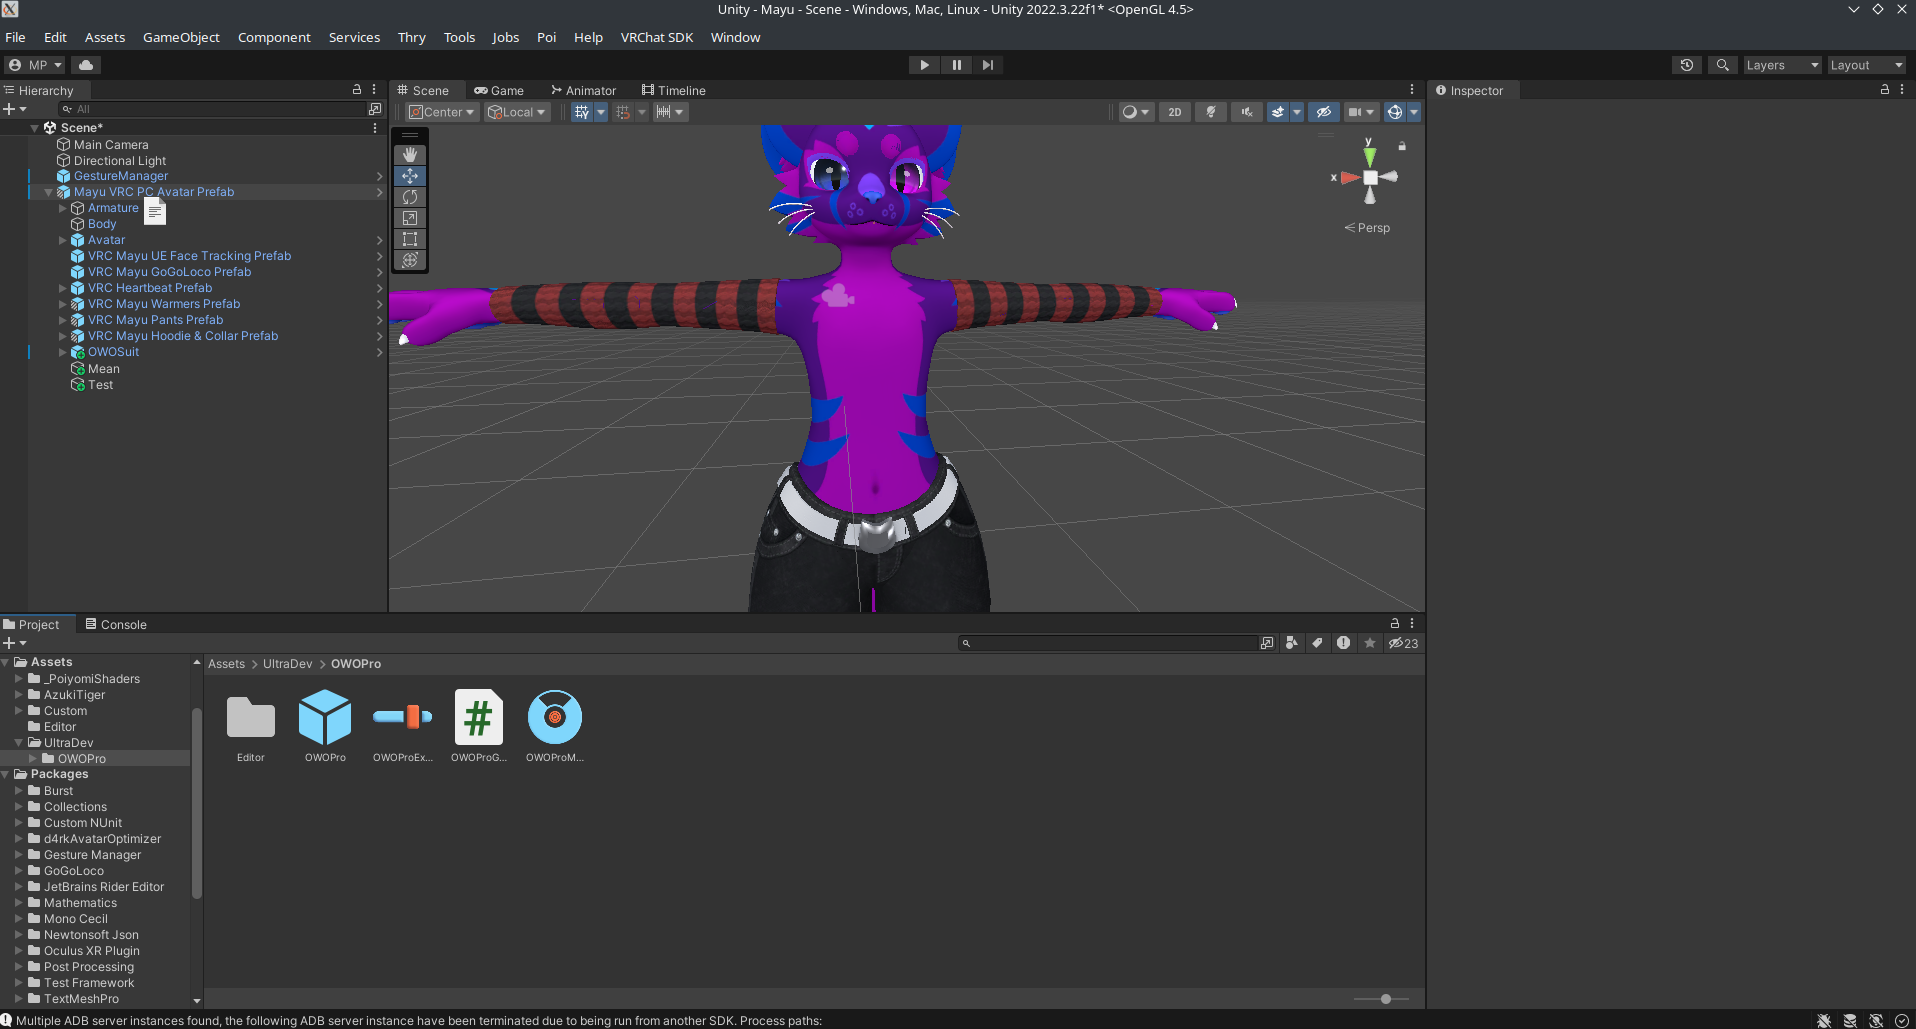 Unity - Mayu - Scene - Windows, Mac, Linux - Unity 2022.3.22f1* <OpenGL 4.5>
File Edit Assets GameObject Component Services Thry Tools Jobs Poi Help VRChat SDK Window
MP
Layers
Layout
Hierarchy
All
Scene*
Main Camera
Directional Light
GestureManager
Mayu VRC PC Avatar Prefab
Armature
Body
Avatar
VRC Mayu UE Face Tracking Prefab
VRC Mayu GoGoLoco Prefab
VRC Heartbeat Prefab
VRC Mayu Warmers Prefab
VRC Mayu Pants Prefab
VRC Mayu Hoodie & Collar Prefab
OWOSuit
Mean
Test
Scene Game Animator Timeline
Center Local
2D
y
x
Persp
Inspector
Project Console
23
Assets
_PoiyomiShaders
AzukiTiger
Custom
Editor
UltraDev
OWOPro
Packages
Burst
Collections
Custom NUnit
d4rkAvatarOptimizer
Gesture Manager
GoGoLoco
JetBrains Rider Editor
Mathematics
Mono Cecil
Newtonsoft Json
Oculus XR Plugin
Post Processing
Test Framework
TextMeshPro
Assets > UltraDev > OWOPro
Editor
OWOPro
OWOProEx...
OWOProG...
OWOProM...
Multiple ADB server instances found, the following ADB server instance have been terminated due to being run from another SDK. Process paths: